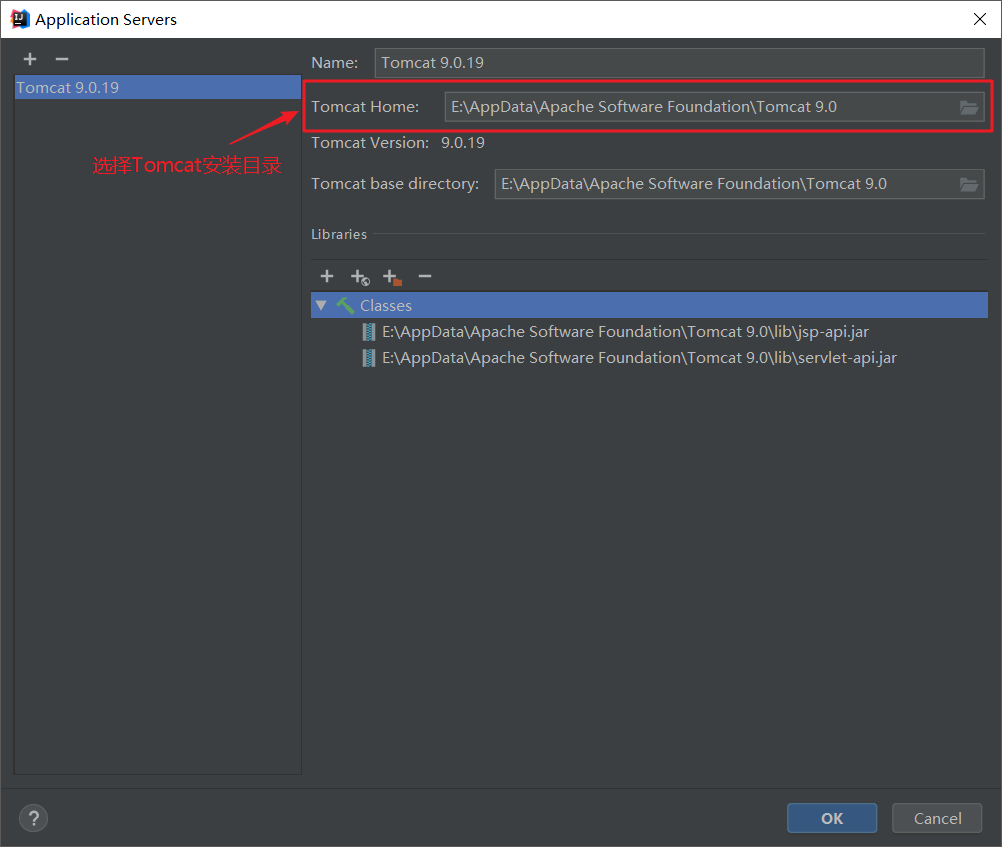 Application Servers
Tomcat 9.0.19
选择Tomcat安装目录
Name: Tomcat 9.0.19
Tomcat Home: E:\AppData\Apache Software Foundation\Tomcat 9.0
Tomcat Version: 9.0.19
Tomcat base directory: E:\AppData\Apache Software Foundation\Tomcat 9.0
Libraries
Classes
E:\AppData\Apache Software Foundation\Tomcat 9.0\lib\jsp-api.jar
E:\AppData\Apache Software Foundation\Tomcat 9.0\lib\servlet-api.jar
? OK Cancel